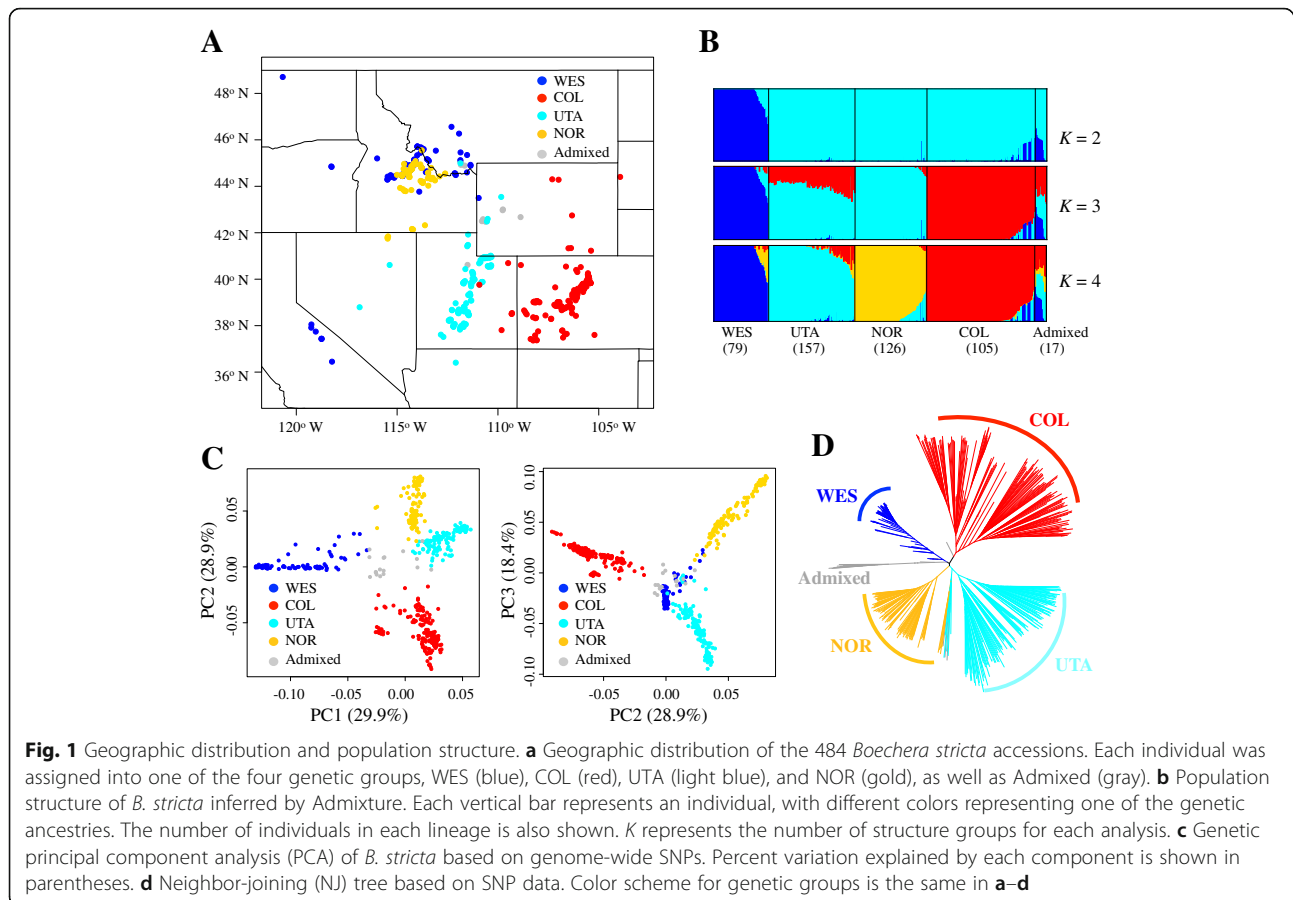 A
48° N
46° N
44° N
42° N
40° N
38° N
36° N
120° W
115° W
110° W
105° W
WES
COL
UTA
NOR
Admixed
B
K = 2
K = 3
K = 4
WES
(79)
UTA
(157)
NOR
(126)
COL
(105)
Admixed
(17)
C
PC2 (28.9%)
0.05
0.00
-0.05
WES
COL
UTA
NOR
Admixed
-0.10
-0.05
0.00
0.05
PC1 (29.9%)
PC3 (18.4%)
0.10
0.05
0.00
-0.05
-0.10
WES
COL
UTA
NOR
Admixed
-0.05
0.00
0.05
PC2 (28.9%)
D
COL
WES
Admixed
NOR
UTA
Fig. 1 Geographic distribution and population structure. a Geographic distribution of the 484 Boechera stricta accessions. Each individual was
assigned into one of the four genetic groups, WES (blue), COL (red), UTA (light blue), and NOR (gold), as well as Admixed (gray). b Population
structure of B. stricta inferred by Admixture. Each vertical bar represents an individual, with different colors representing one of the genetic
ancestries. The number of individuals in each lineage is also shown. K represents the number of structure groups for each analysis. c Genetic
principal component analysis (PCA) of B. stricta based on genome-wide SNPs. Percent variation explained by each component is shown in
parentheses. d Neighbor-joining (NJ) tree based on SNP data. Color scheme for genetic groups is the same in a–d